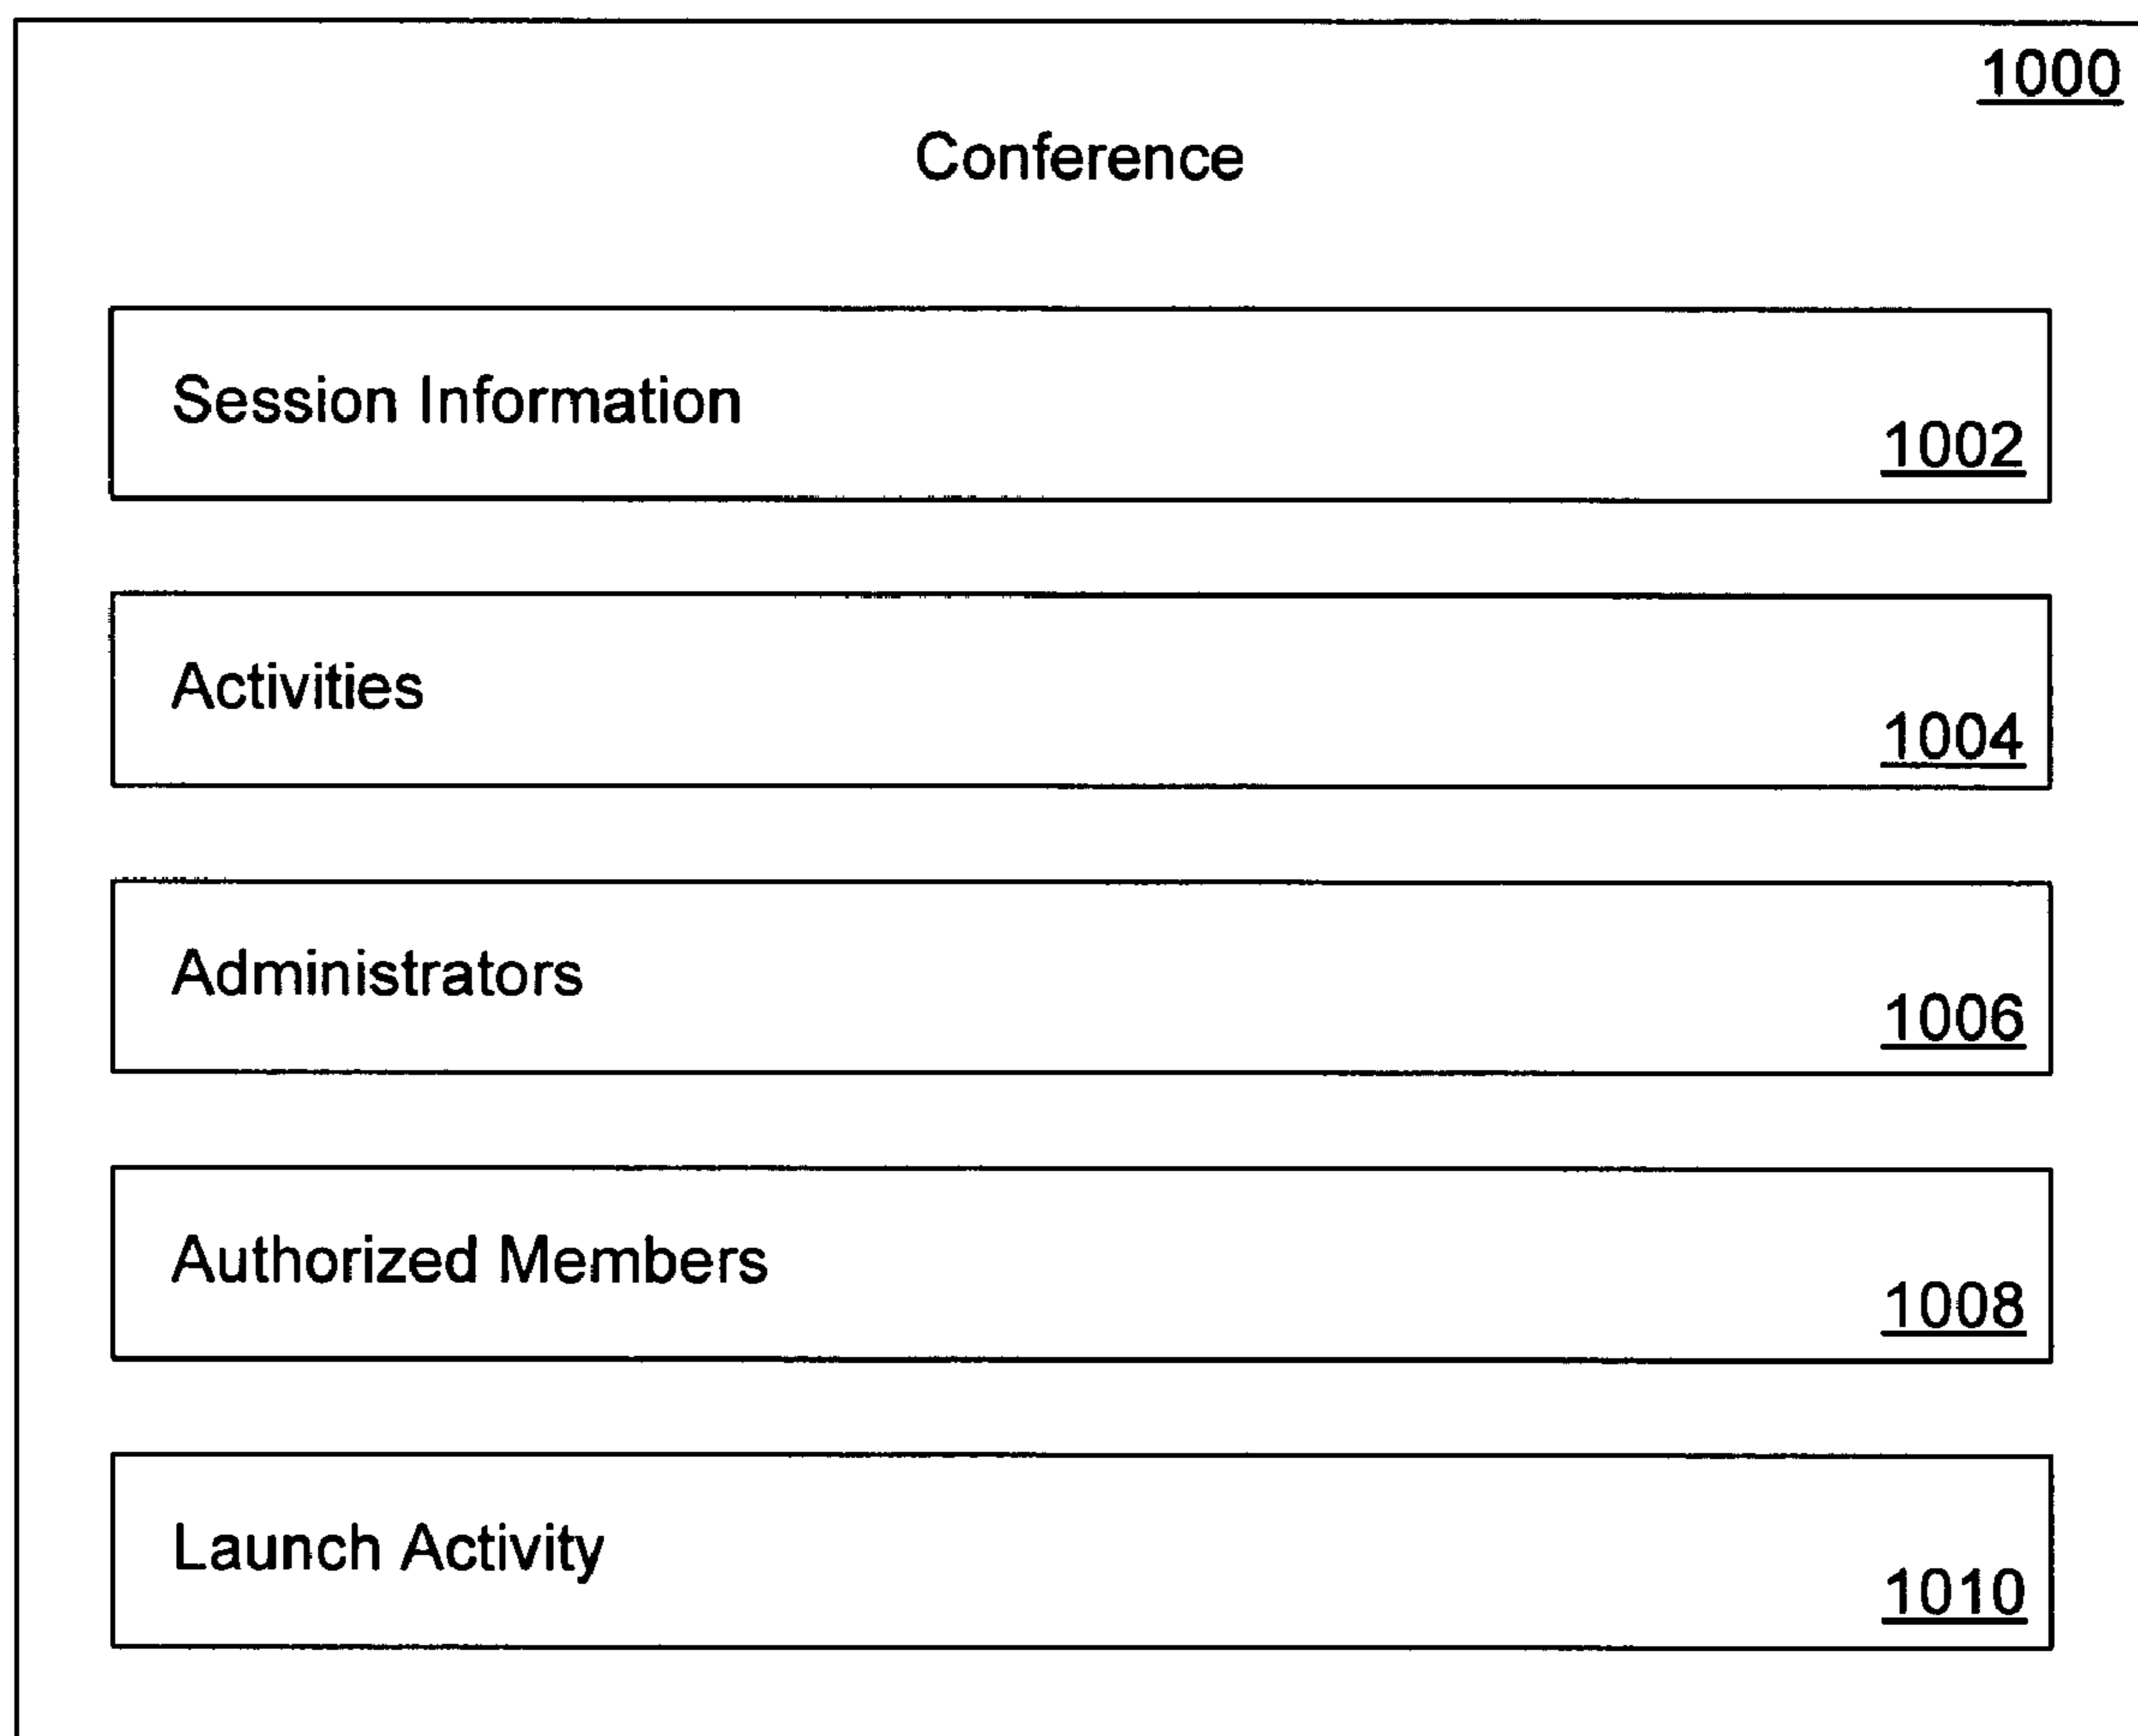 1000
Conference
Session Information
1002
Activities
1004
Administrators
1006
Authorized Members
1008
Launch Activity
1010